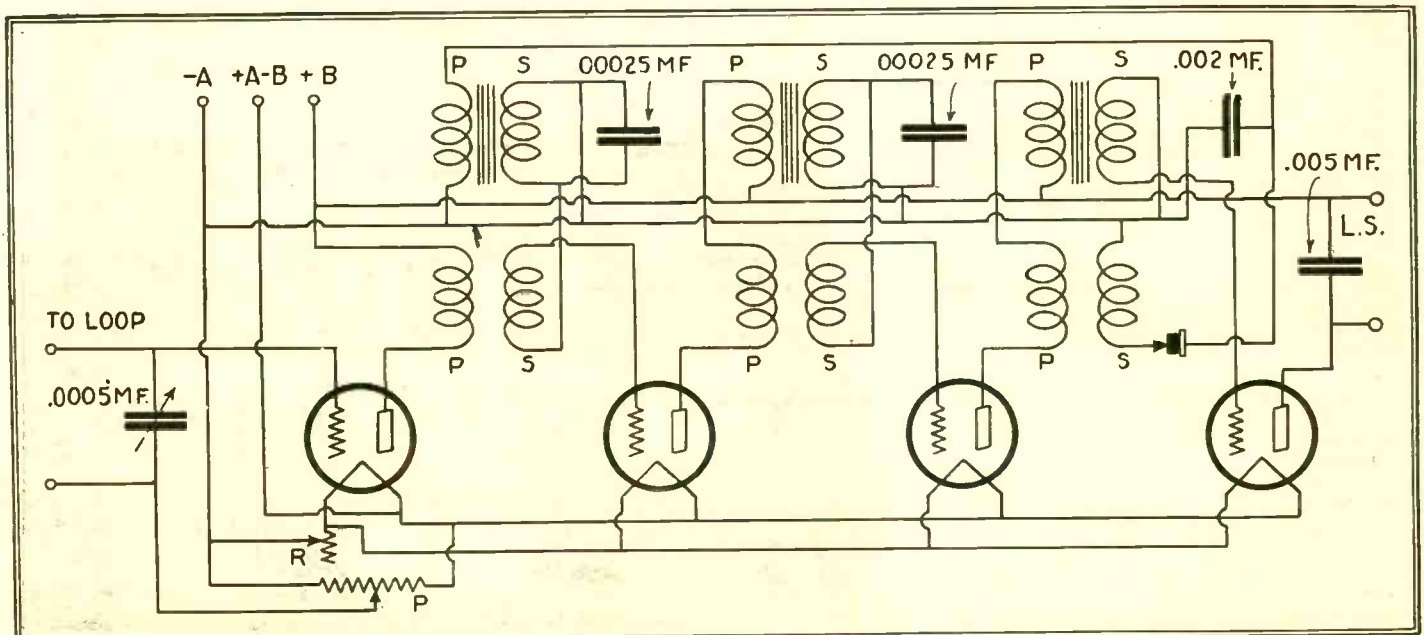 -A +A-B + B
P S 00025 MF
P S 00025 MF
P S .002 MF.
.005 MF.
L.S.
TO LOOP
.0005 MF.
P S
P S
P S
R
P